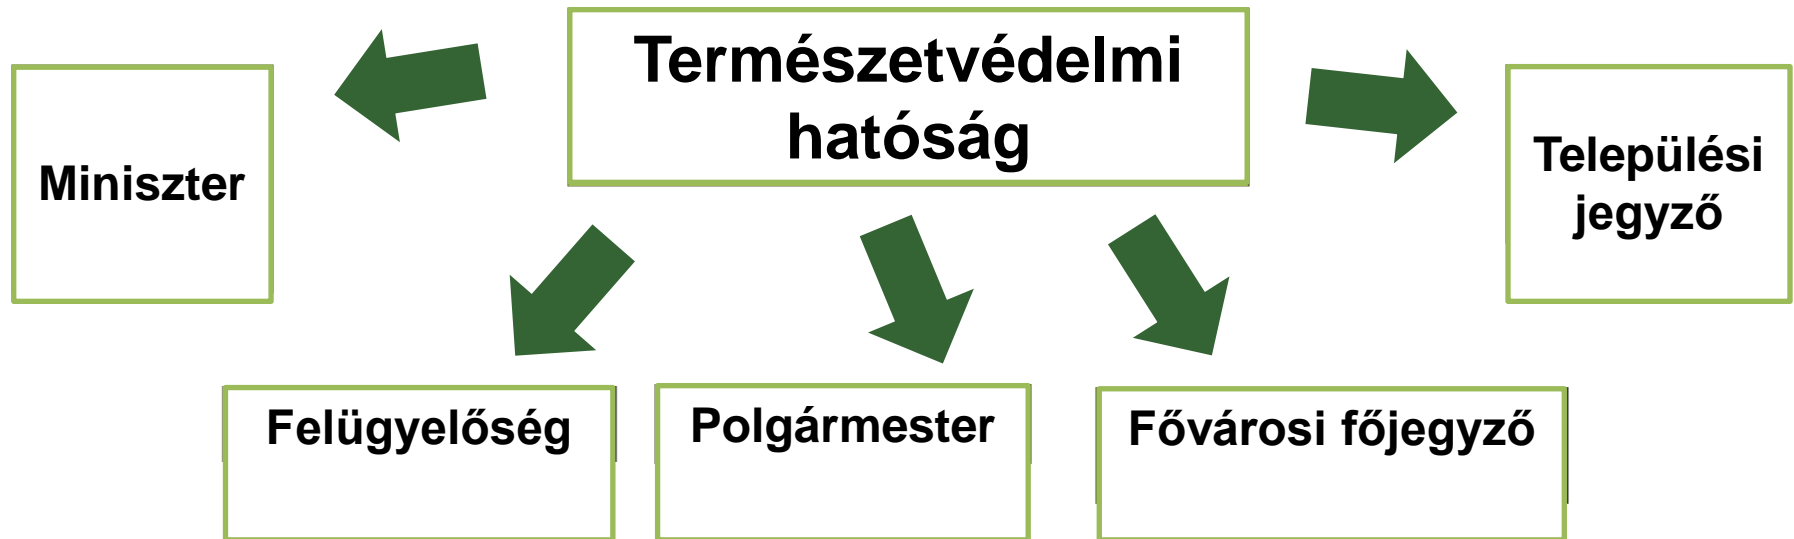 Természetvédelmi
hatóság
Miniszter
Települési
jegyző
Felügyelőség
Polgármester
Fővárosi főjegyző